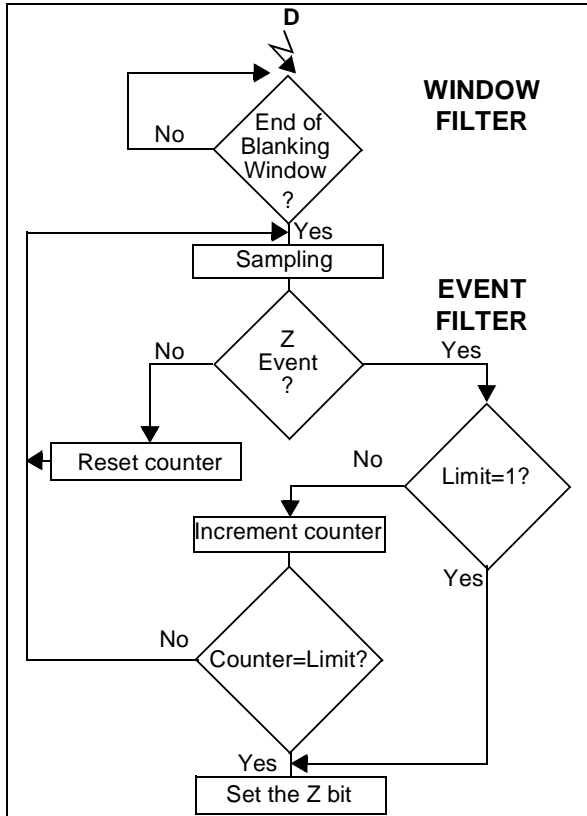 D
WINDOW
FILTER
No
End of
Blanking
Window
?
Yes
Sampling
EVENT
FILTER
No
Z
Event
?
Yes
Reset counter
No
Limit=1?
Increment counter
Yes
No
Counter=Limit?
Yes
Set the Z bit